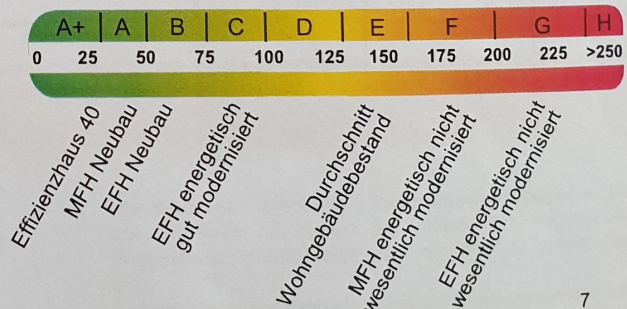 A+ A B C D E F G H
0 25 50 75 100 125 150 175 200 225 >250
Effizienzhaus 40
MFH Neubau
EFH Neubau
EFH energetisch
gut modernisiert
Durchschnitt
Wohngebäudebestand
MFH energetisch nicht
wesentlich modernisiert
EFH energetisch nicht
wesentlich modernisiert
7